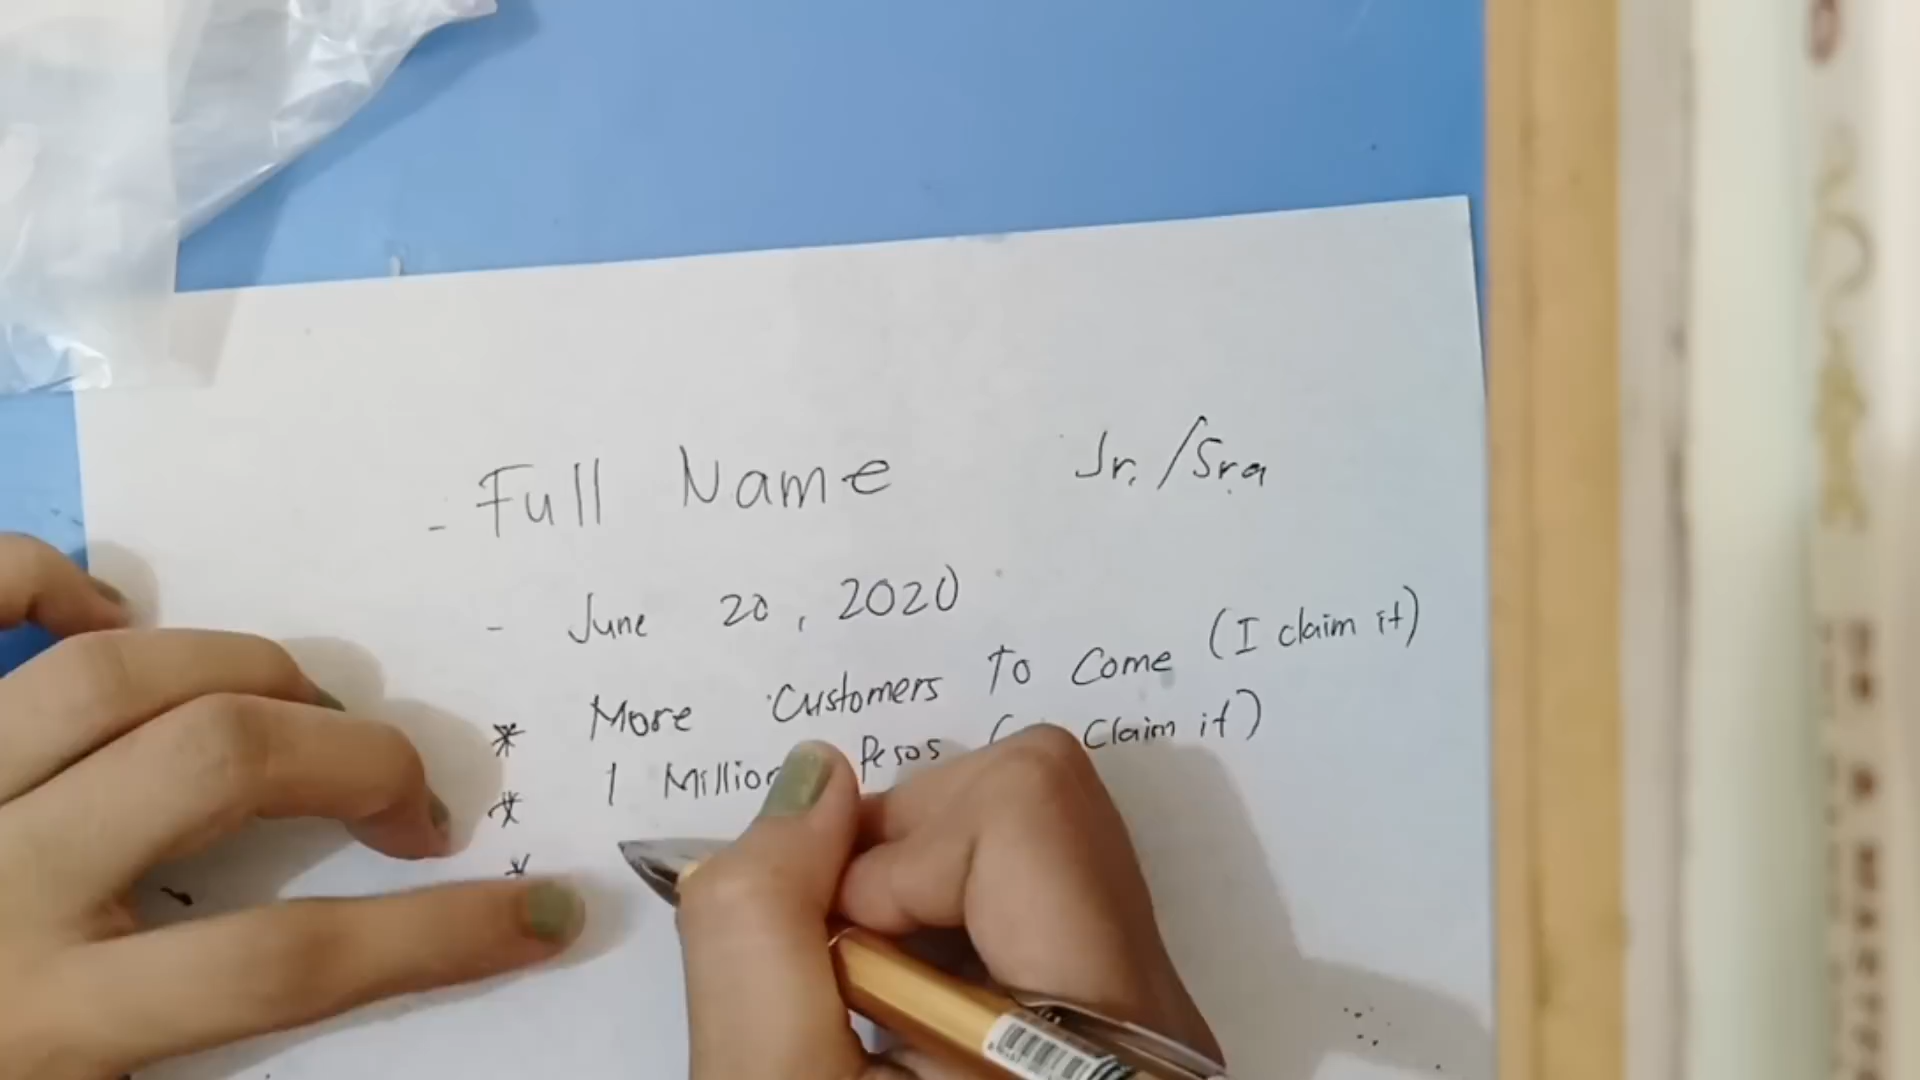 - Full Name Jr./Sra
- June 20, 2020
* More Customers To Come (I claim it)
* 1 Million Pesos ( Claim it)
*